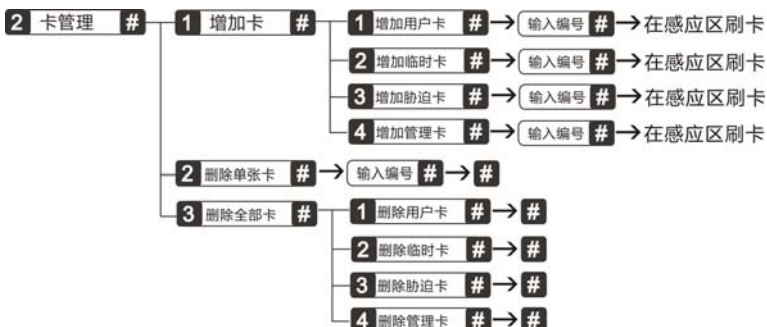 2 卡管理 # 1 增加卡 # 1 增加用户卡 # 输入编号 # 在感应区刷卡
2 增加临时卡 # 输入编号 # 在感应区刷卡
3 增加胁迫卡 # 输入编号 # 在感应区刷卡
4 增加管理卡 # 输入编号 # 在感应区刷卡
2 删除单张卡 # 输入编号 # #
3 删除全部卡 # 1 删除用户卡 # #
2 删除临时卡 # #
3 删除胁迫卡 # #
4 删除管理卡 # #